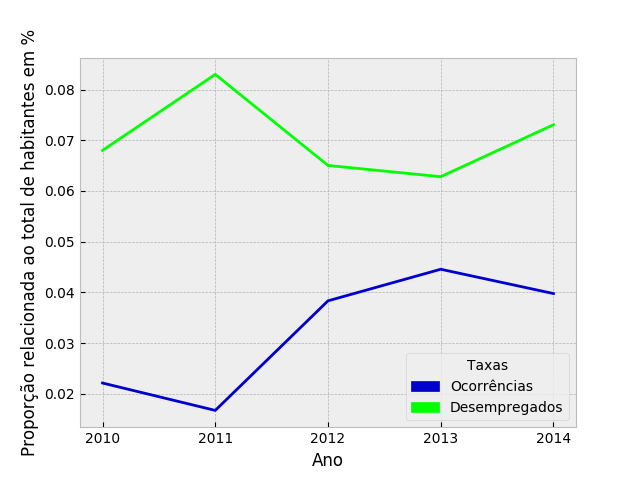 Proporção relacionada ao total de habitantes em %
0.08
0.07
0.06
0.05
0.04
0.03
0.02
Taxas
Ocorrências
Desempregados
2010 2011 2012 2013 2014
Ano